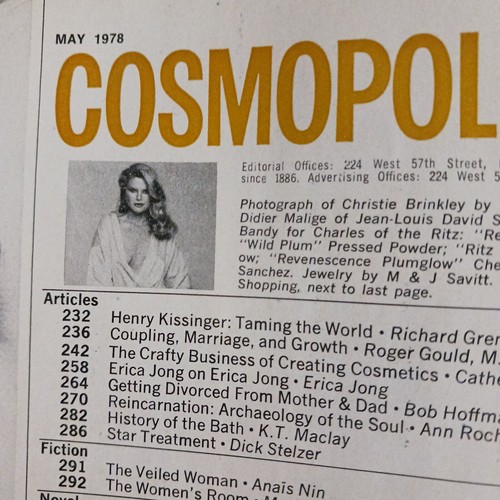 MAY 1978
COSMOPOL
Editorial Offices: 224 West 57th Street,
since 1886. Advertising Offices: 224 West 5
Photograph of Christie Brinkley by
Didier Malige of Jean-Louis David S
Bandy for Charles of the Ritz: "Re
"Wild Plum" Pressed Powder; "Ritz
ow; "Revenescence Plumglow" Che
Sanchez. Jewelry by M & J Savitt.
Shopping, next to last page.
Articles
232 Henry Kissinger: Taming the World • Richard Gren
236 Coupling, Marriage, and Growth • Roger Gould, M.
242 The Crafty Business of Creating Cosmetics • Cathe
258 Erica Jong on Erica Jong • Erica Jong
264 Getting Divorced From Mother & Dad • Bob Hoffma
270 Reincarnation: Archaeology of the Soul • Ann Roch
282 History of the Bath • K.T. Maclay
286 Star Treatment • Dick Stelzer
Fiction
291 The Veiled Woman • Anaïs Nin
292 The Women's Room •
Novel